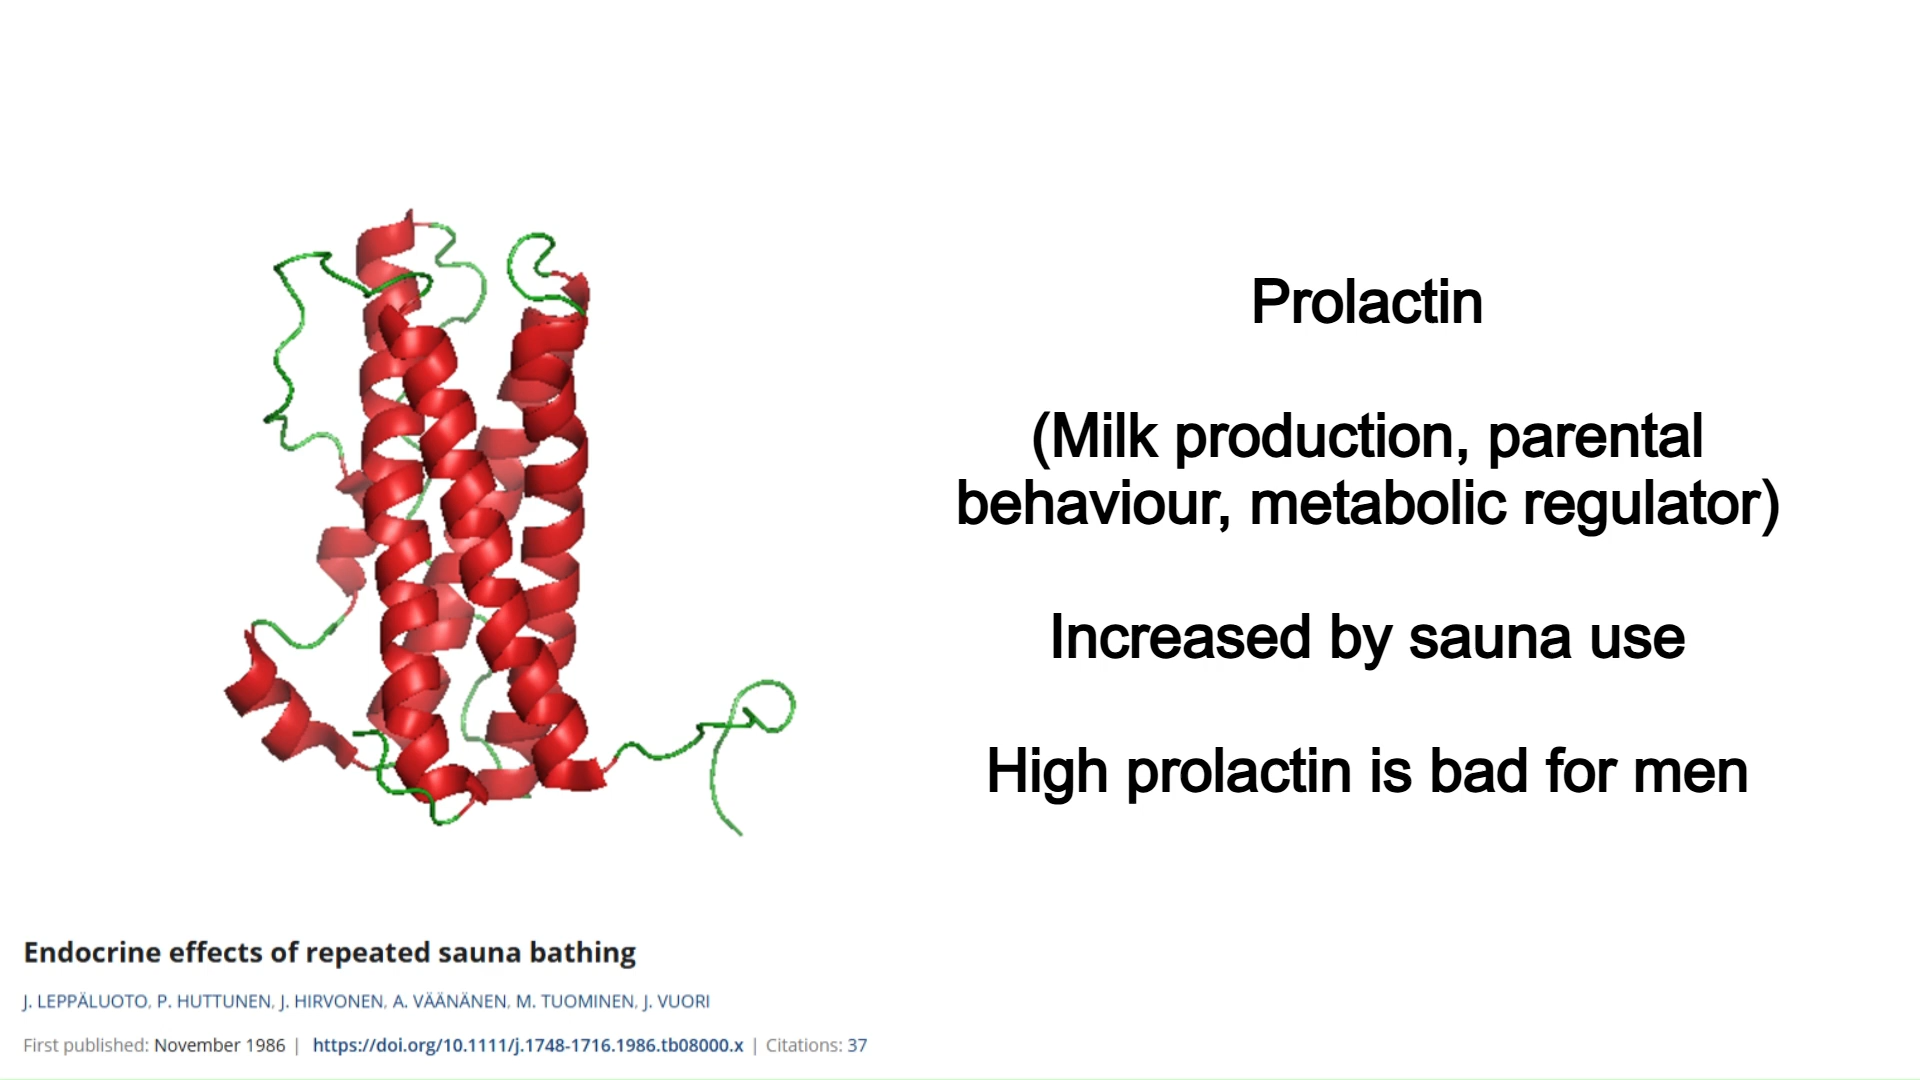 Prolactin
(Milk production, parental
behaviour, metabolic regulator)
Increased by sauna use
High prolactin is bad for men
Endocrine effects of repeated sauna bathing
J. LEPPÄLUOTO, P. HUTTUNEN, J. HIRVONEN, A. VÄÄNÄNEN, M. TUOMINEN, J. VUORI
First published: November 1986 | https://doi.org/10.1111/j.1748-1716.1986.tb08000.x | Citations: 37